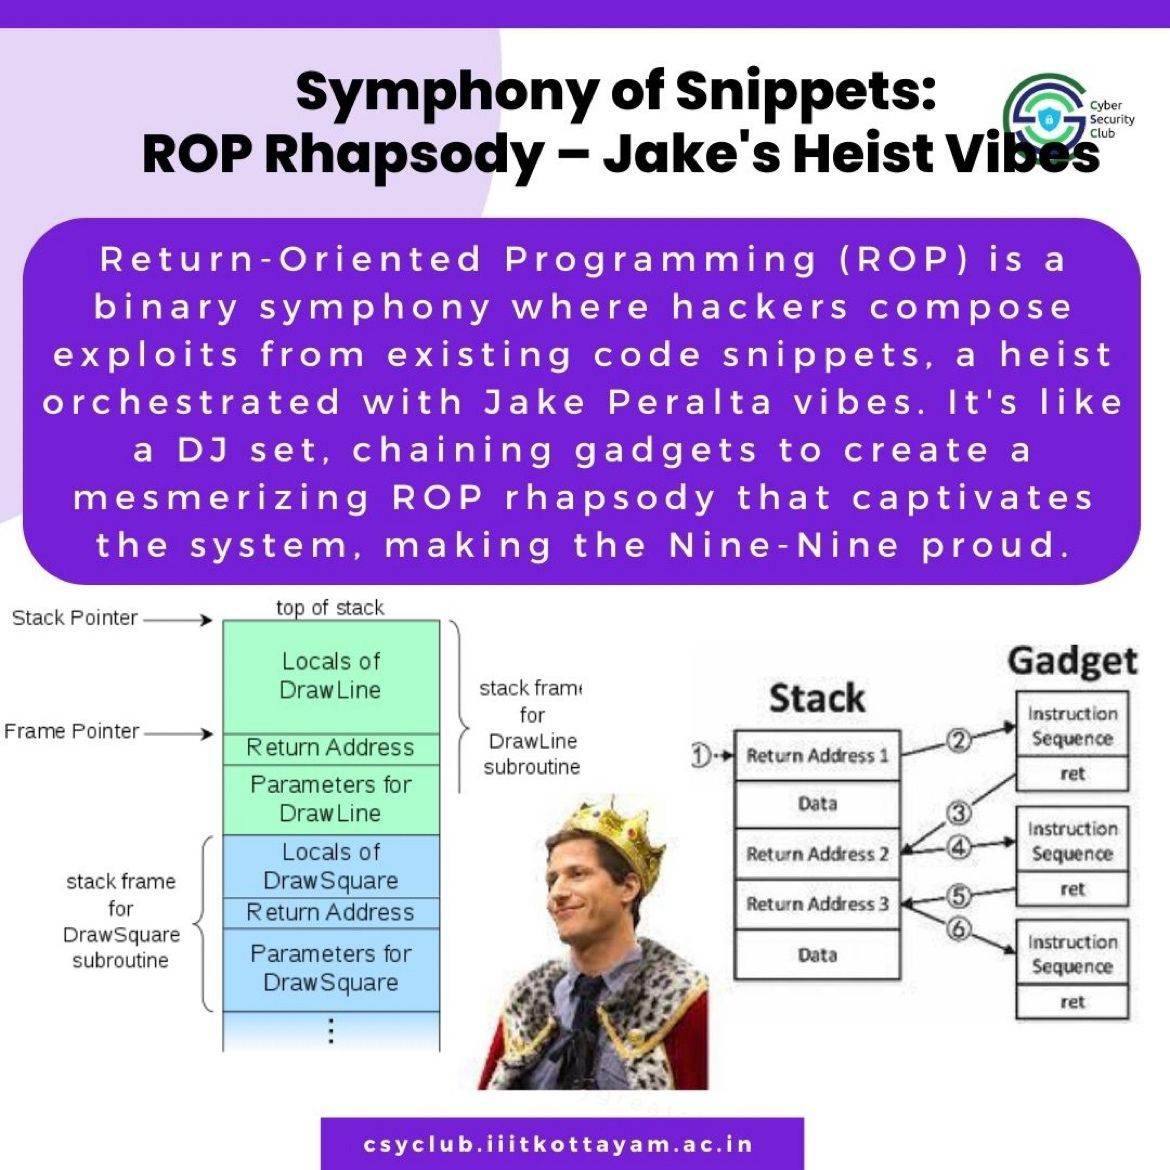 Symphony of Snippets:
ROP Rhapsody – Jake's Heist Vibes
Cyber
Security
Club
Return-Oriented Programming (ROP) is a
binary symphony where hackers compose
exploits from existing code snippets, a heist
orchestrated with Jake Peralta vibes. It's like
a DJ set, chaining gadgets to create a
mesmerizing ROP rhapsody that captivates
the system, making the Nine-Nine proud.
top of stack
Stack Pointer
Locals of
DrawLine
stack frame
for
DrawLine
subroutine
Frame Pointer
Return Address
Parameters for
DrawLine
Locals of
DrawSquare
stack frame
for
DrawSquare
subroutine
Return Address
Parameters for
DrawSquare
Stack
Gadget
1
Return Address 1
2
Instruction
Sequence
ret
Data
3
Return Address 2
4
Instruction
Sequence
ret
Return Address 3
5
6
Data
Instruction
Sequence
ret
csyclub.iiitkottayam.ac.in